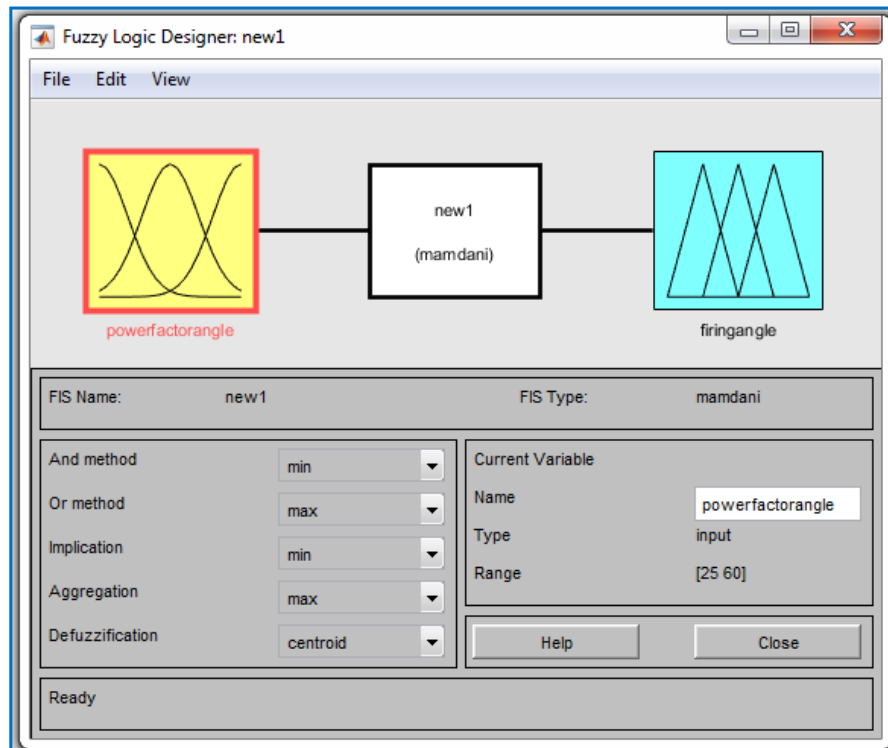 Fuzzy Logic Designer: new1
File Edit View
new1
(mamdani)
powerfactorangle
firingangle
FIS Name: new1 FIS Type: mamdani
And method min
Or method max
Implication min
Aggregation max
Defuzzification centroid
Current Variable
Name powerfactorangle
Type input
Range [25 60]
Help Close
Ready